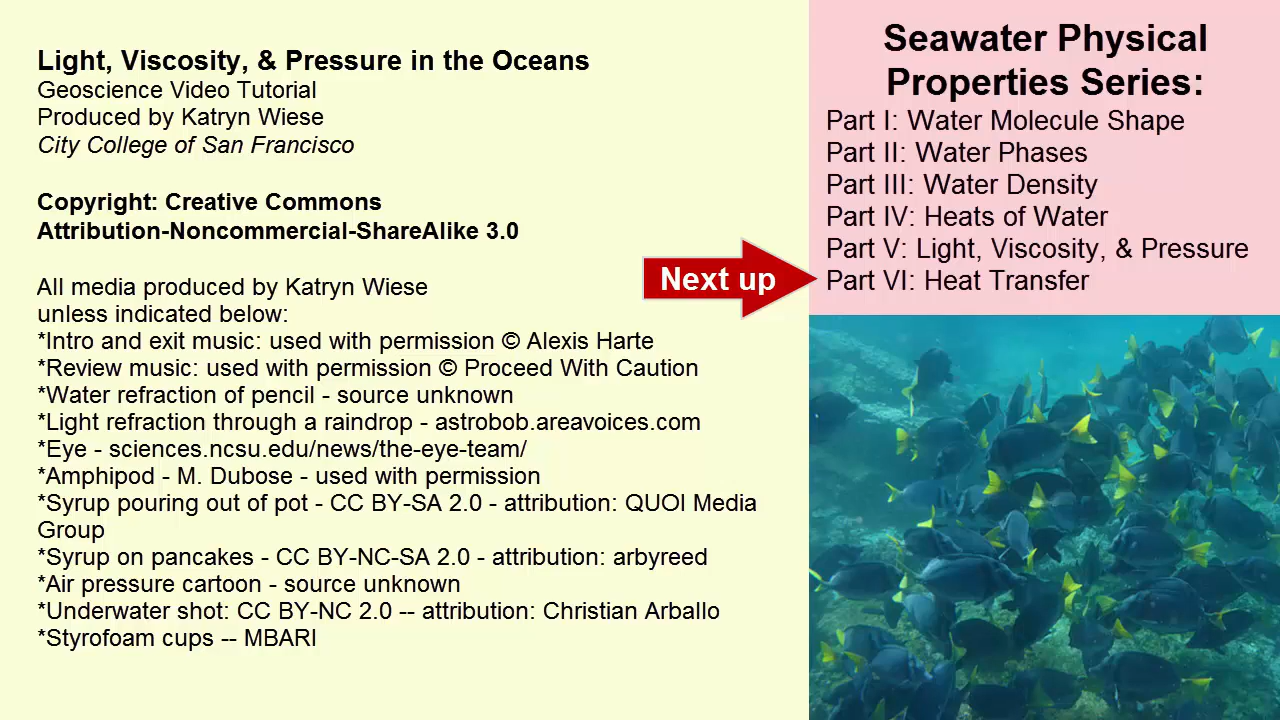 Light, Viscosity, & Pressure in the Oceans
Geoscience Video Tutorial
Produced by Katryn Wiese
City College of San Francisco
Copyright: Creative Commons
Attribution-Noncommercial-ShareAlike 3.0
All media produced by Katryn Wiese
unless indicated below:
*Intro and exit music: used with permission © Alexis Harte
*Review music: used with permission © Proceed With Caution
*Water refraction of pencil - source unknown
*Light refraction through a raindrop - astrobob.areavoices.com
*Eye - sciences.ncsu.edu/news/the-eye-team/
*Amphipod - M. Dubose - used with permission
*Syrup pouring out of pot - CC BY-SA 2.0 - attribution: QUOI Media
Group
*Syrup on pancakes - CC BY-NC-SA 2.0 - attribution: arbyreed
*Air pressure cartoon - source unknown
*Underwater shot: CC BY-NC 2.0 -- attribution: Christian Arballo
*Styrofoam cups -- MBARI
Seawater Physical
Properties Series:
Part I: Water Molecule Shape
Part II: Water Phases
Part III: Water Density
Part IV: Heats of Water
Part V: Light, Viscosity, & Pressure
Next up
Part VI: Heat Transfer